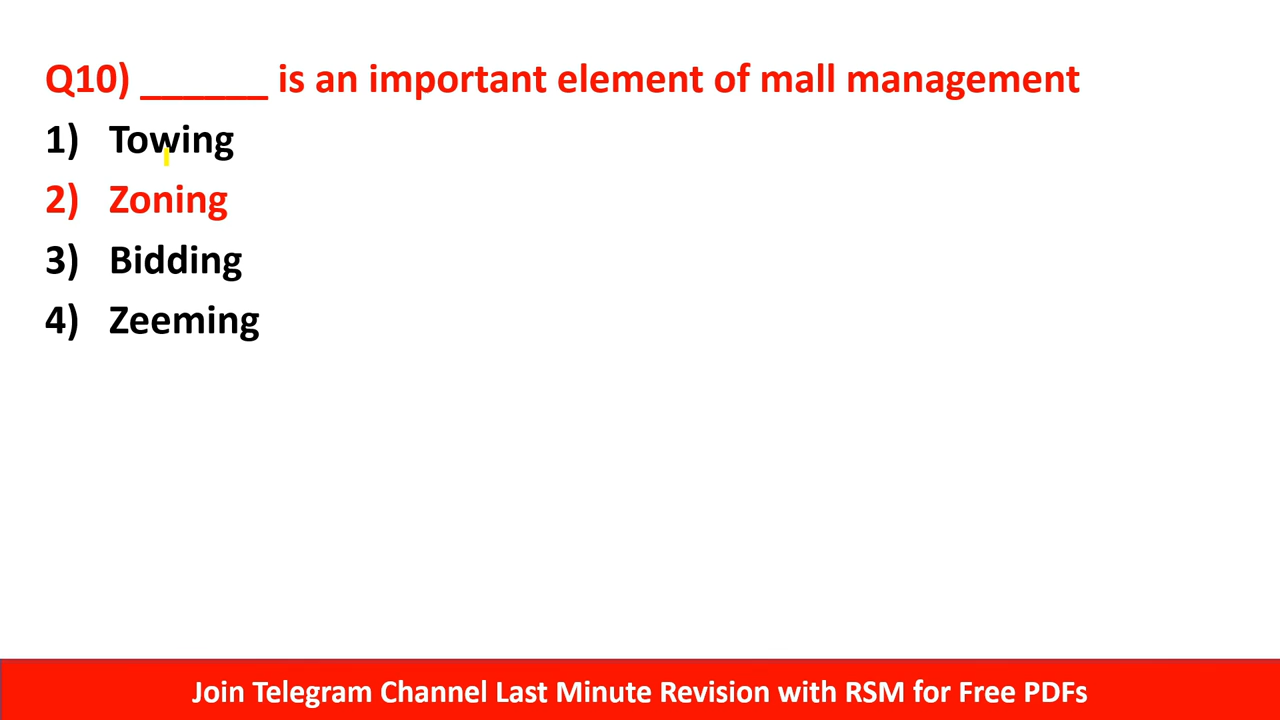 Q10) ______ is an important element of mall management
1) Towing
2) Zoning
3) Bidding
4) Zeeming
Join Telegram Channel Last Minute Revision with RSM for Free PDFs